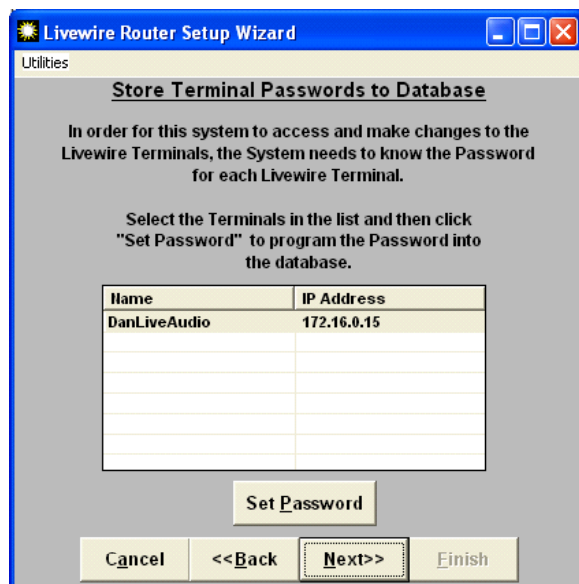 Livewire Router Setup Wizard
Utilities
Store Terminal Passwords to Database
In order for this system to access and make changes to the
Livewire Terminals, the System needs to know the Password
for each Livewire Terminal.
Select the Terminals in the list and then click
"Set Password" to program the Password into
the database.
Name IP Address
DanLiveAudio 172.16.0.15
Set Password
Cancel <<Back Next>> Finish